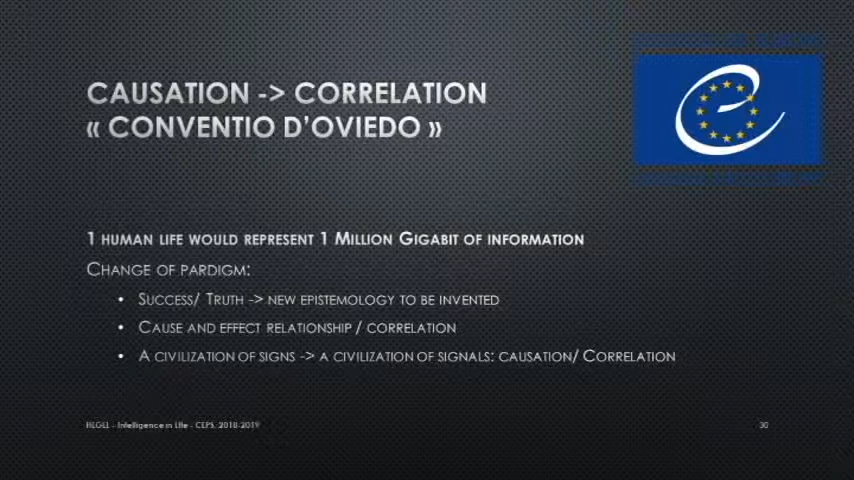 CAUSATION -> CORRELATION
« CONVENTIO D'OVIEDO »
1 HUMAN LIFE WOULD REPRESENT 1 MILLION GIGABIT OF INFORMATION
CHANGE OF PARDIGM:
• SUCCESS/ TRUTH -> NEW EPISTEMOLOGY TO BE INVENTED
• CAUSE AND EFFECT RELATIONSHIP / CORRELATION
• A CIVILIZATION OF SIGNS -> A CIVILIZATION OF SIGNALS: CAUSATION/ CORRELATION
- Intelligence in Life - CEPS, 2018-2019
30